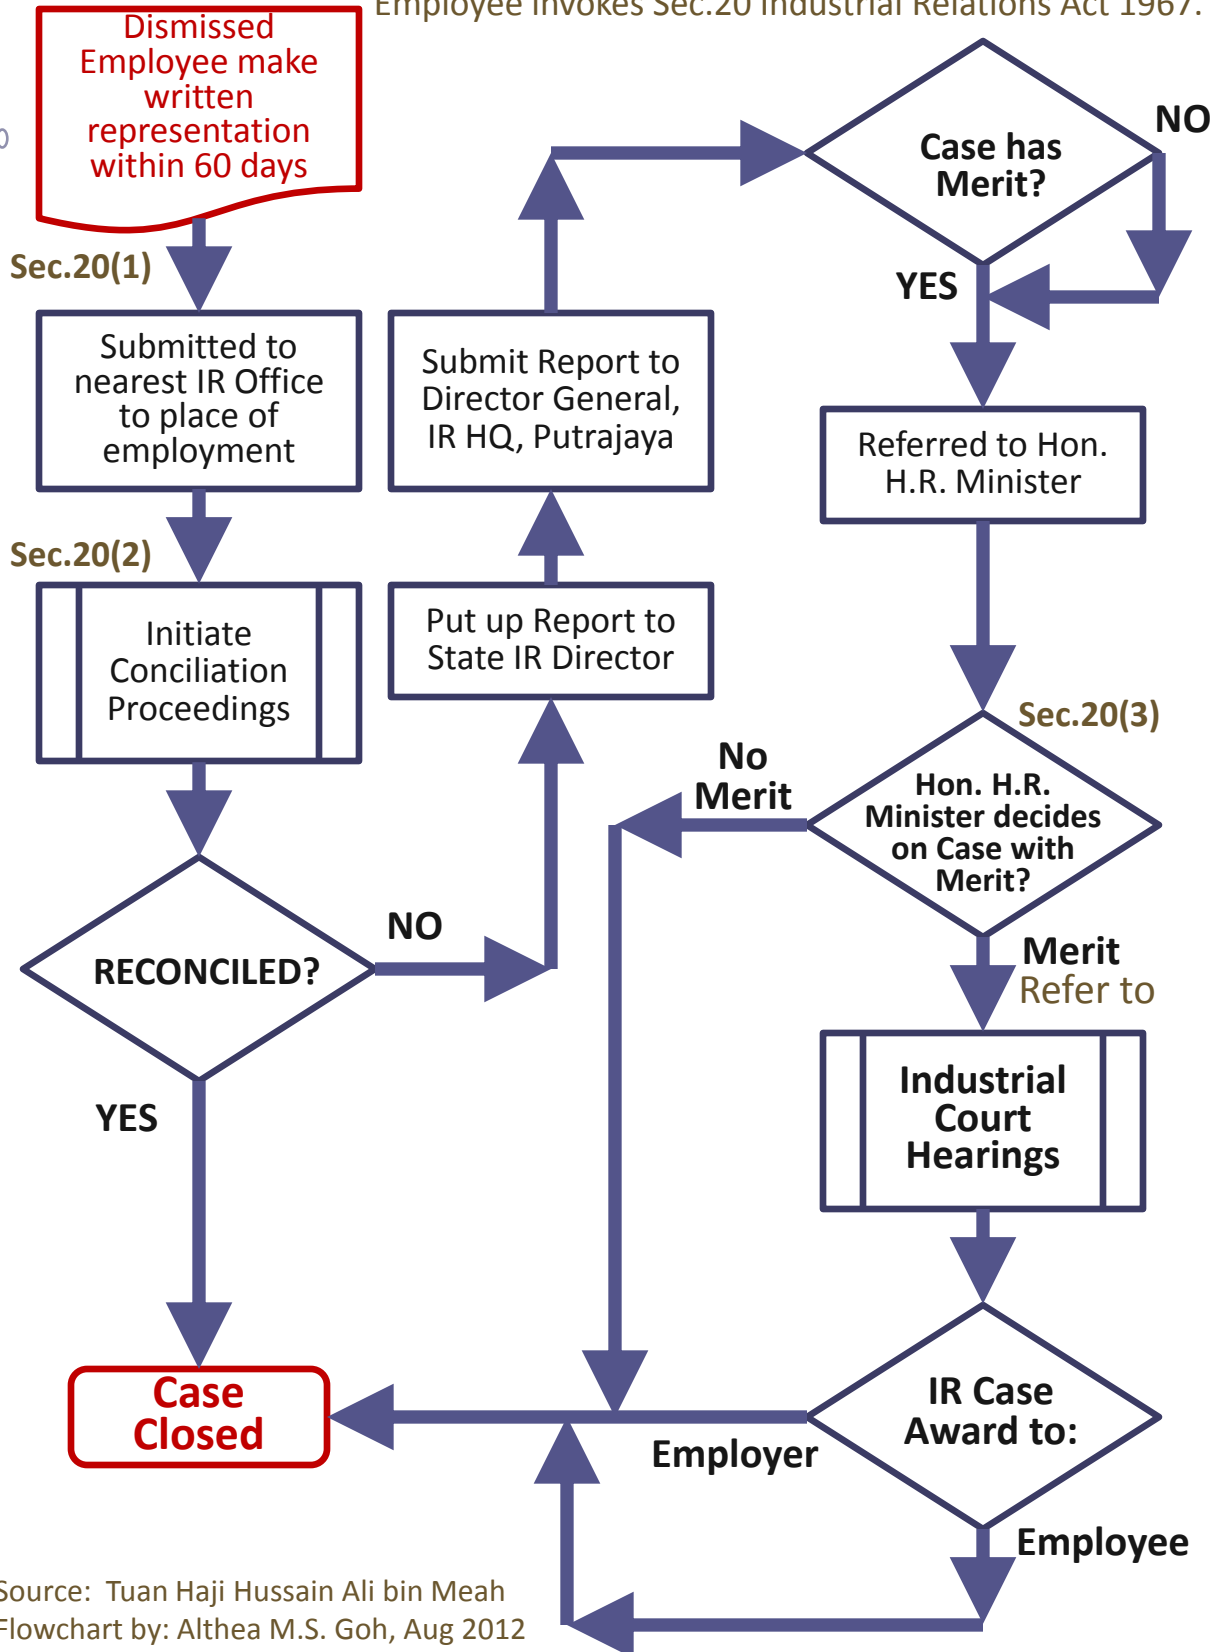 Employee invokes Sec.20 Industrial Relations Act 1967.
Dismissed
Employee make
written
representation
within 60 days
Sec.20(1)
Submitted to
nearest IR Office
to place of
employment
Sec.20(2)
Initiate
Conciliation
Proceedings
RECONCILED?
NO
YES
Put up Report to
State IR Director
Submit Report to
Director General,
IR HQ, Putrajaya
Case has
Merit?
NO
YES
Referred to Hon.
H.R. Minister
Sec.20(3)
Hon. H.R.
Minister decides
on Case with
Merit?
No
Merit
Merit
Refer to
Industrial
Court
Hearings
IR Case
Award to:
Employer
Employee
Case
Closed
Source: Tuan Haji Hussain Ali bin Meah
Flowchart by: Althea M.S. Goh, Aug 2012